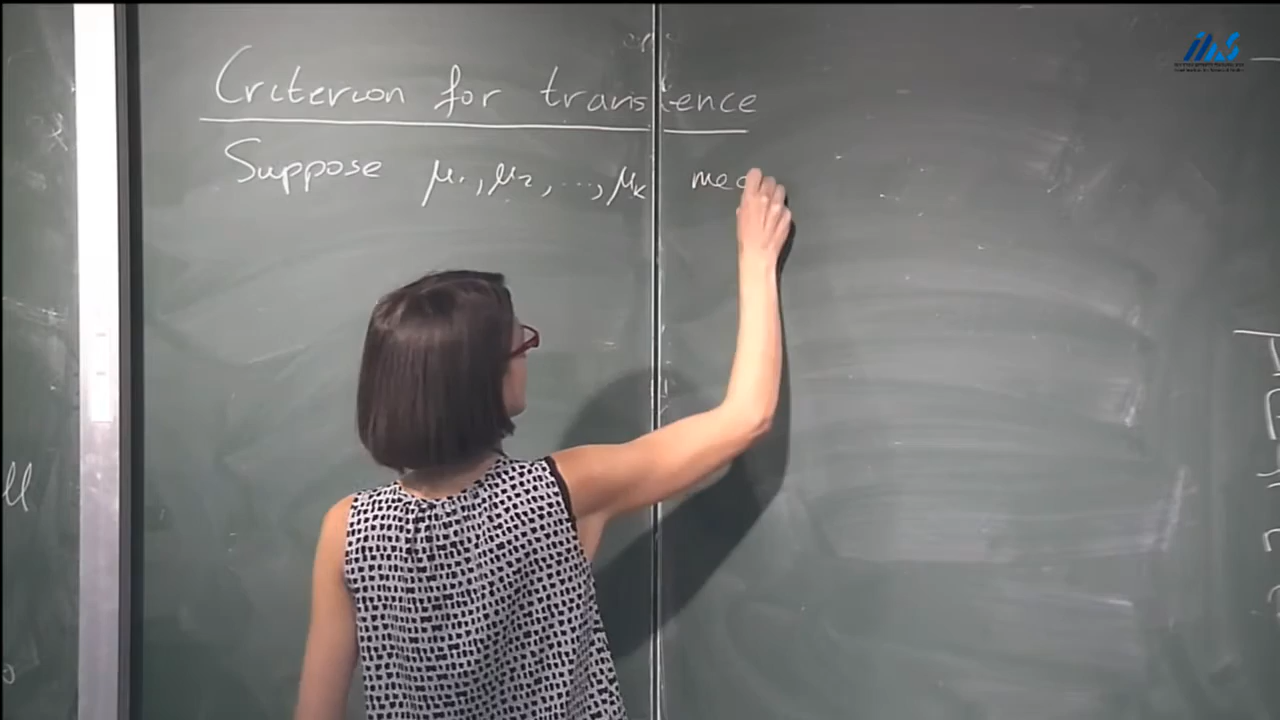 Criterion for transience
Suppose μ₁, μ₂, ..., μₖ mea